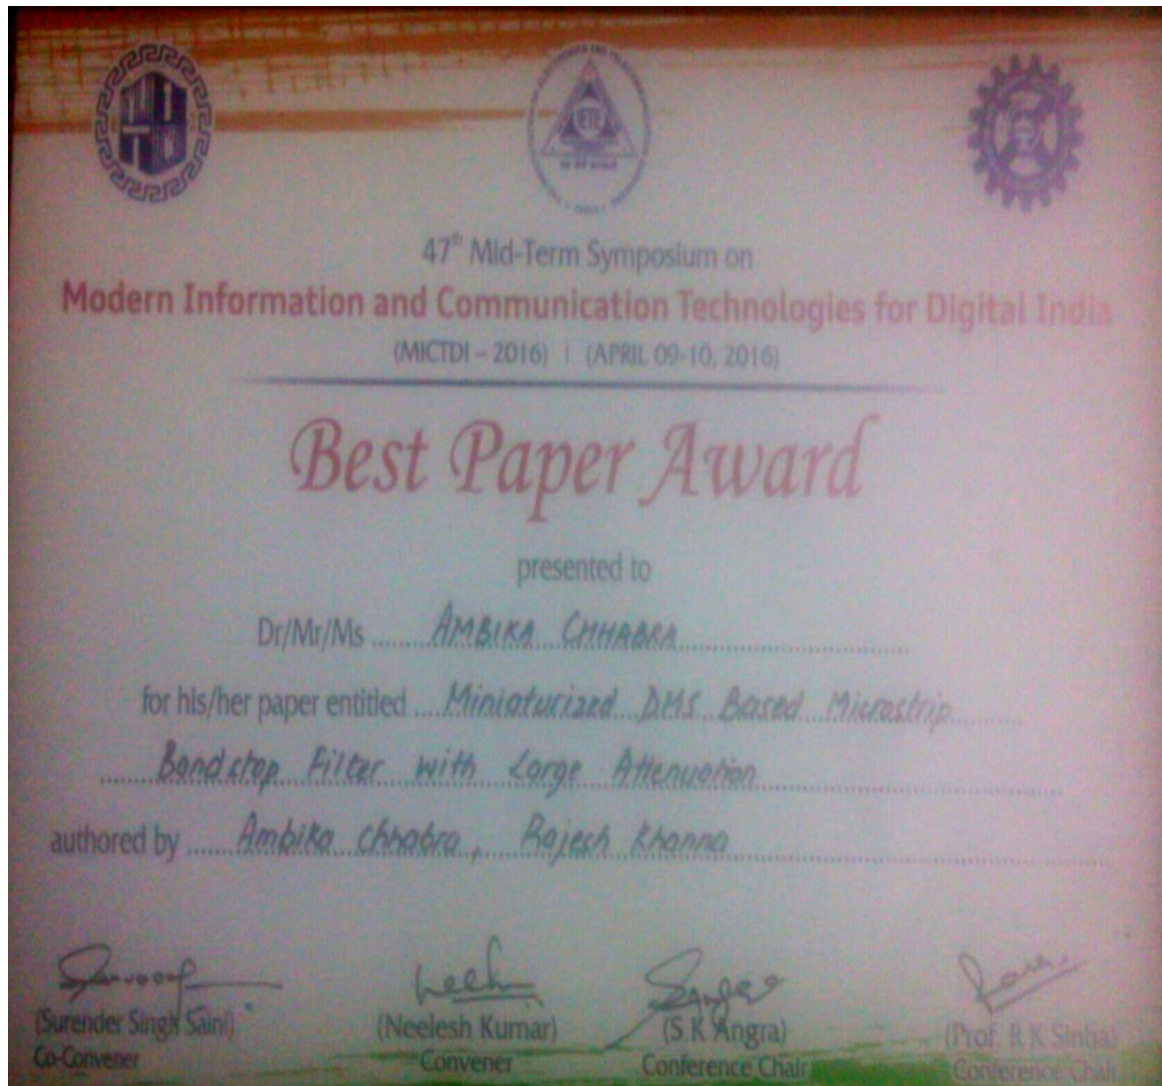 IETE
47th Mid-Term Symposium on
Modern Information and Communication Technologies for Digital India
(MICTDI – 2016) | (APRIL 09-10, 2016)
Best Paper Award
presented to
Dr/Mr/Ms ........ AMBIKA CHHABRA ........
for his/her paper entitled .... Miniaturized DMS Based Microstrip ........
...... Bandstop Filter with Large Attenuation ........
authored by ...... Ambika Chhabra, Rajesh Khanna ........
(Surender Singh Saini) (Neelesh Kumar) (S K Angra) (Prof. R K Sinha)
Co-Convener Convener Conference Chair Conference Chair